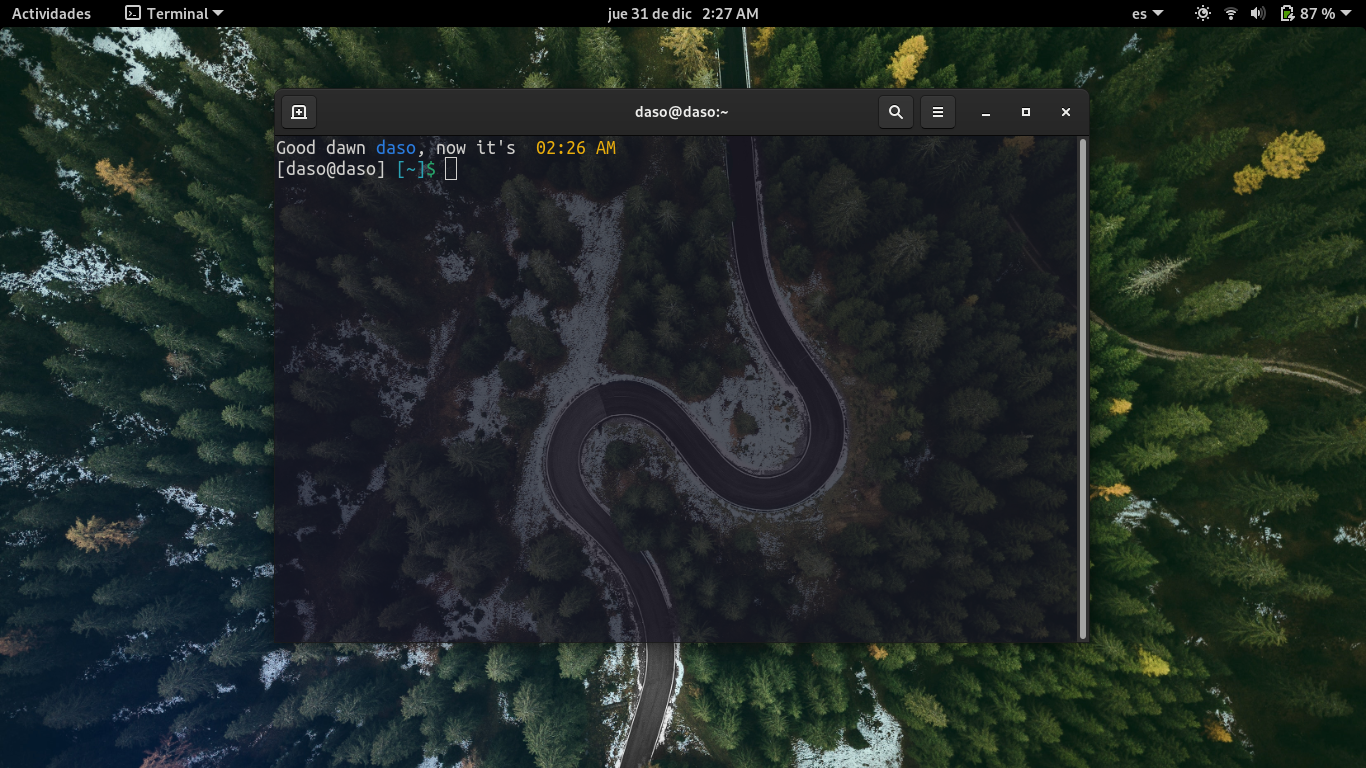 Actividades Terminal jue 31 de dic 2:27 AM es 87 %
daso@daso:~
Good dawn daso, now it's 02:26 AM
[daso@daso] [~]$